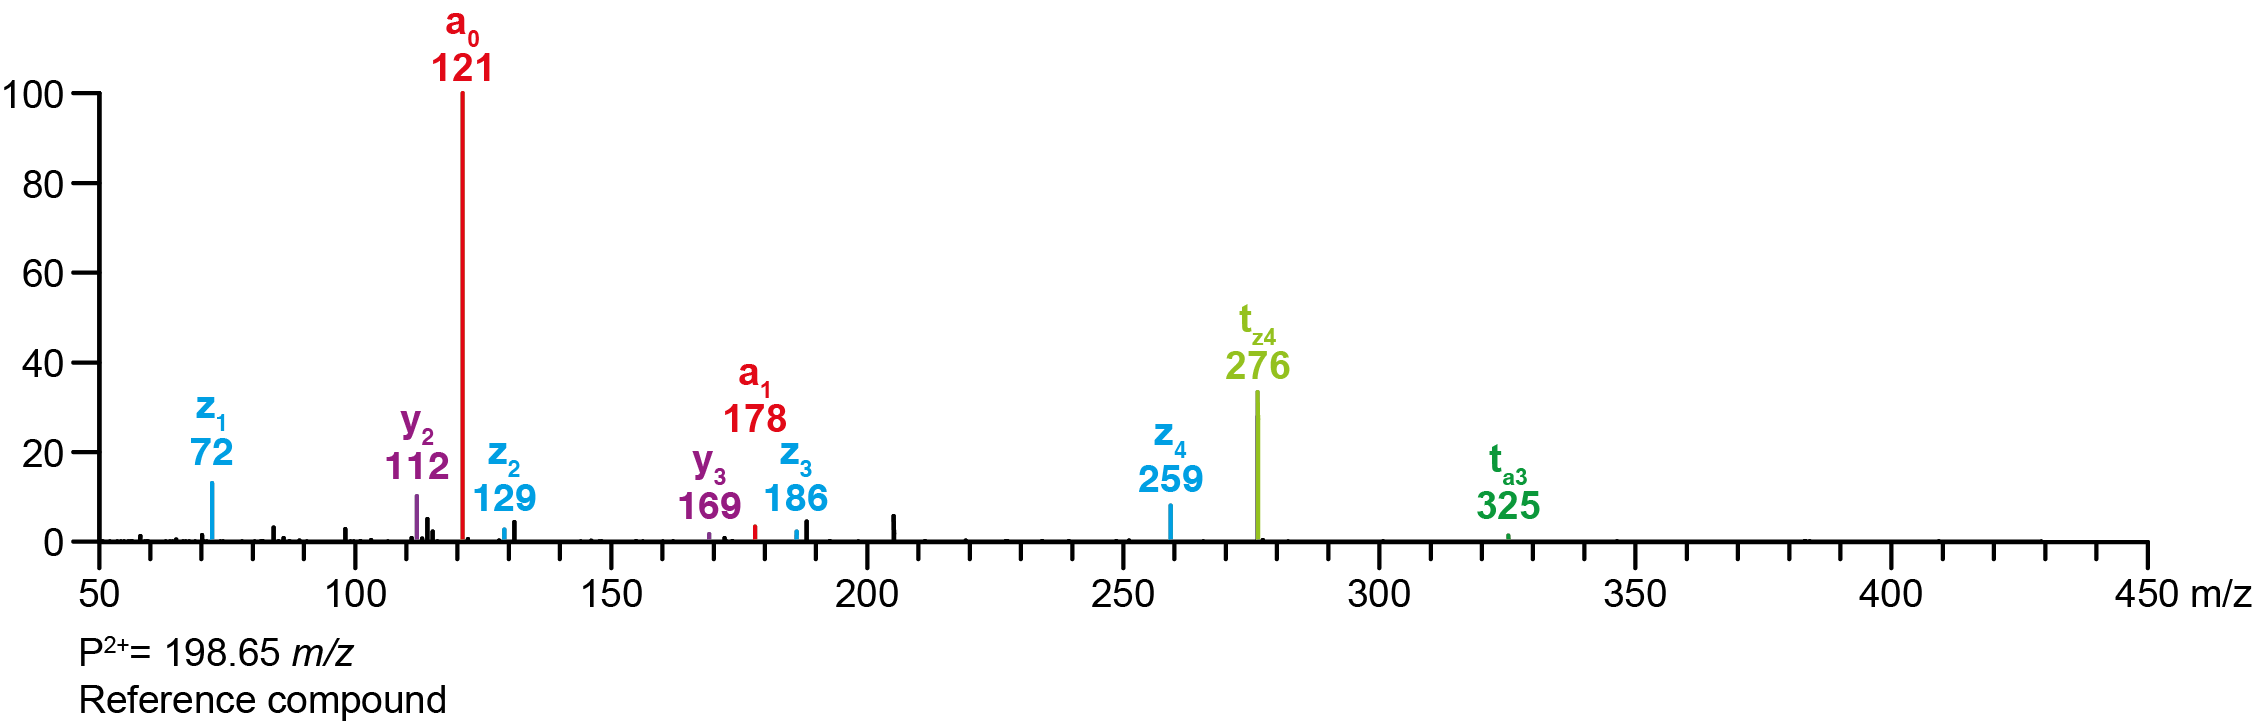 a0
121
100
80
60
40
20
0
z1
72
y2
112
z2
129
y3
169
a1
178
z3
186
z4
259
tz4
276
ta3
325
50 100 150 200 250 300 350 400 450 m/z
P2+= 198.65 m/z
Reference compound